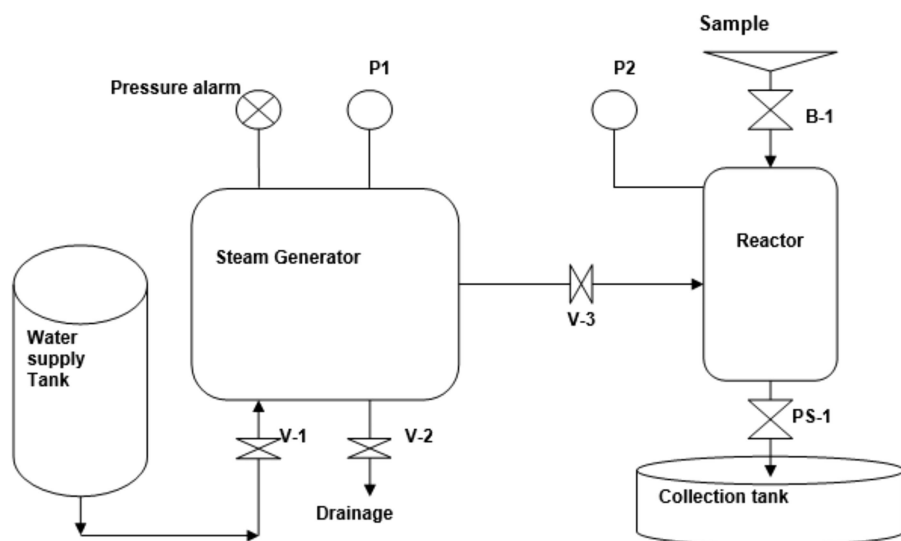 Sample
P1
P2
Pressure alarm
B-1
Steam Generator
Reactor
V-3
Water
supply
Tank
V-1
V-2
PS-1
Drainage
Collection tank